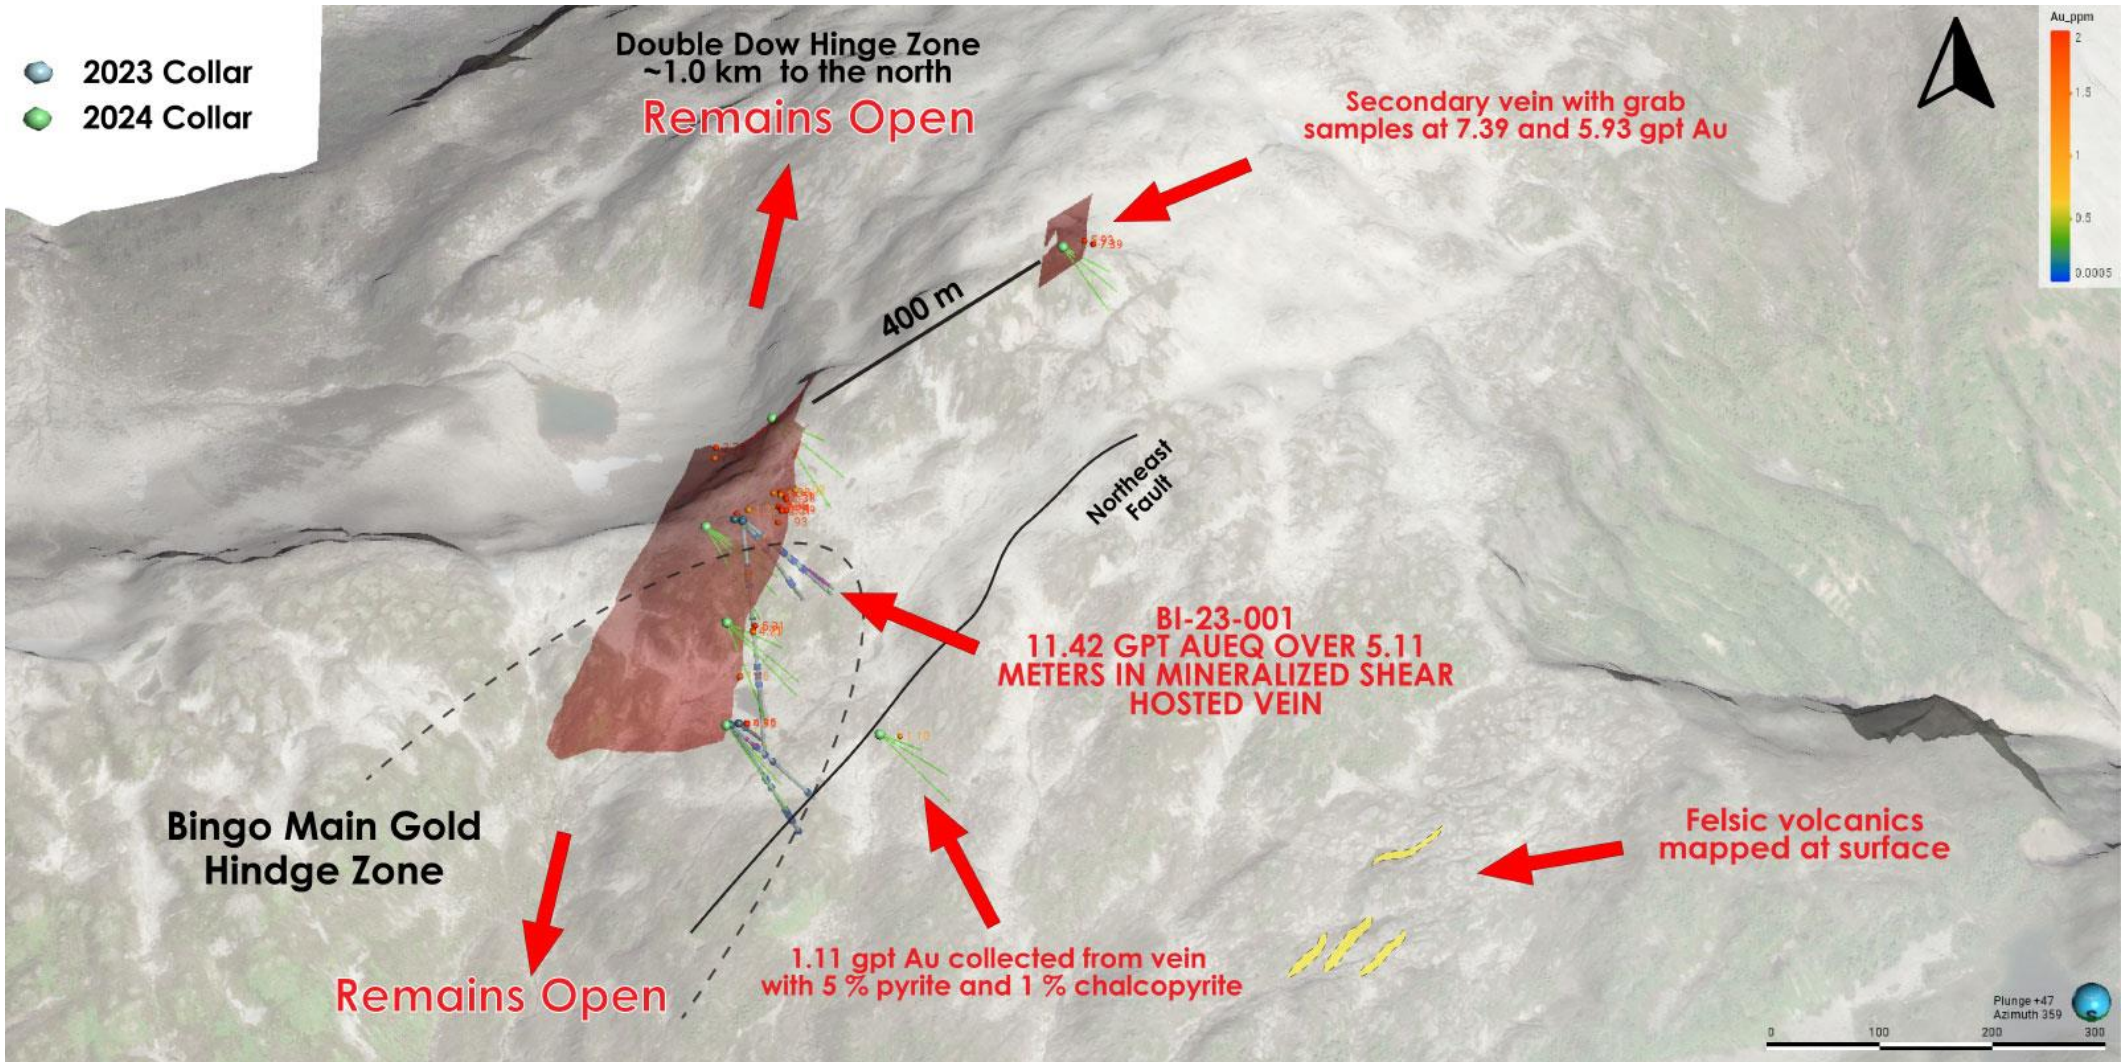 2023 Collar
2024 Collar
Double Dow Hinge Zone
~1.0 km to the north
Remains Open
Secondary vein with grab
samples at 7.39 and 5.93 gpt Au
Au_ppm
2
1.5
1
0.5
0.0005
400 m
Northeast
Fault
BI-23-001
11.42 GPT AUEQ OVER 5.11
METERS IN MINERALIZED SHEAR
HOSTED VEIN
Bingo Main Gold
Hindge Zone
Remains Open
1.11 gpt Au collected from vein
with 5 % pyrite and 1 % chalcopyrite
Felsic volcanics
mapped at surface
Plunge +47
Azimuth 359
S
0 100 200 300